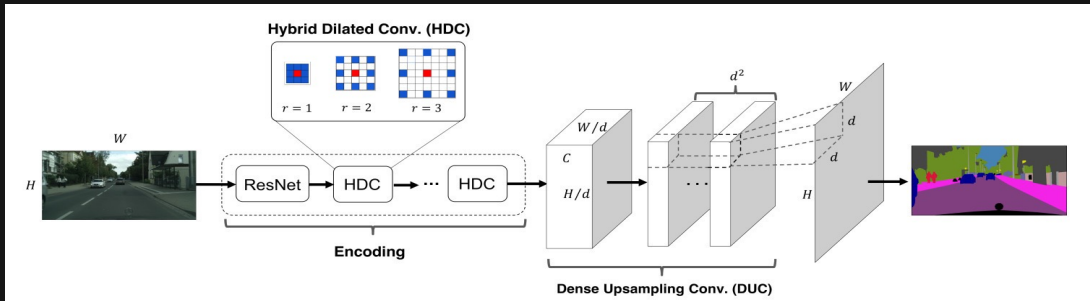 Hybrid Dilated Conv. (HDC)
r = 1
r = 2
r = 3
W
H
ResNet
HDC
...
HDC
Encoding
W/d
C
H/d
d²
...
W
d
d
H
Dense Upsampling Conv. (DUC)